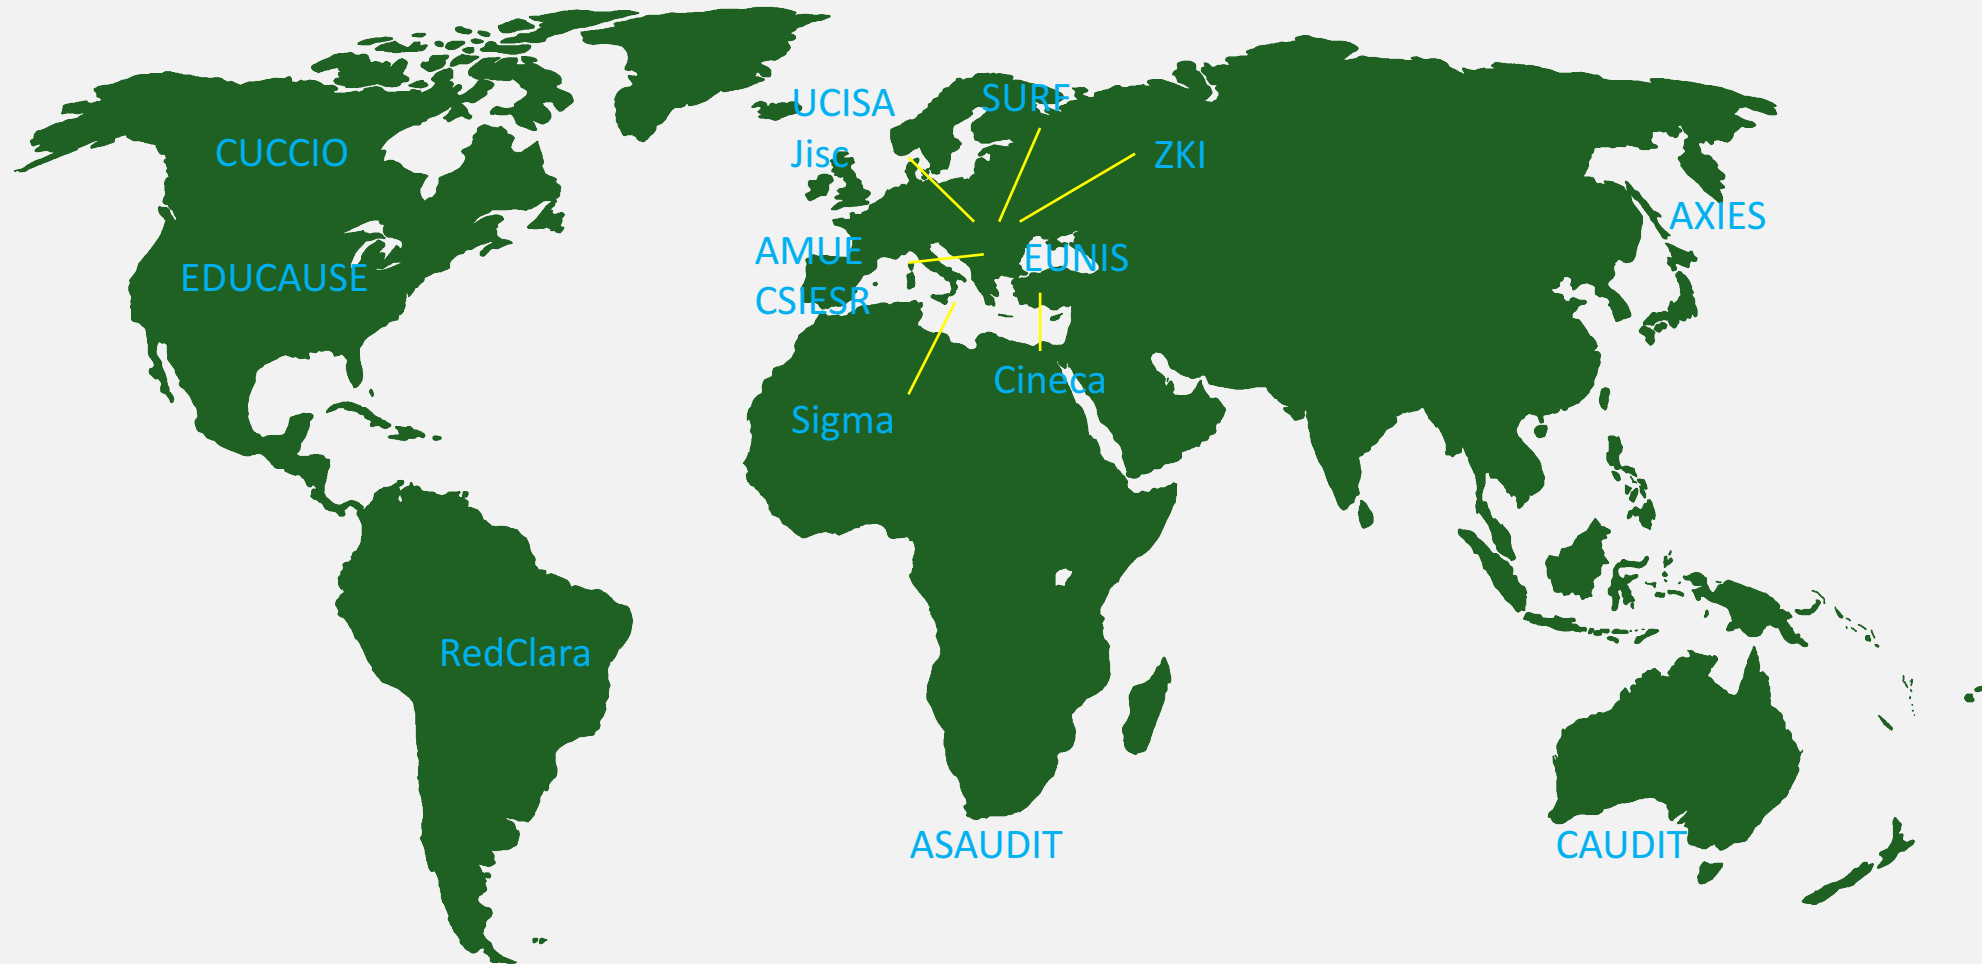 UCISA
Jisc
SURF
ZKI
CUCCIO
AXIES
AMUE
CSIESR
EUNIS
EDUCAUSE
Cineca
Sigma
RedClara
ASAUDIT
CAUDIT